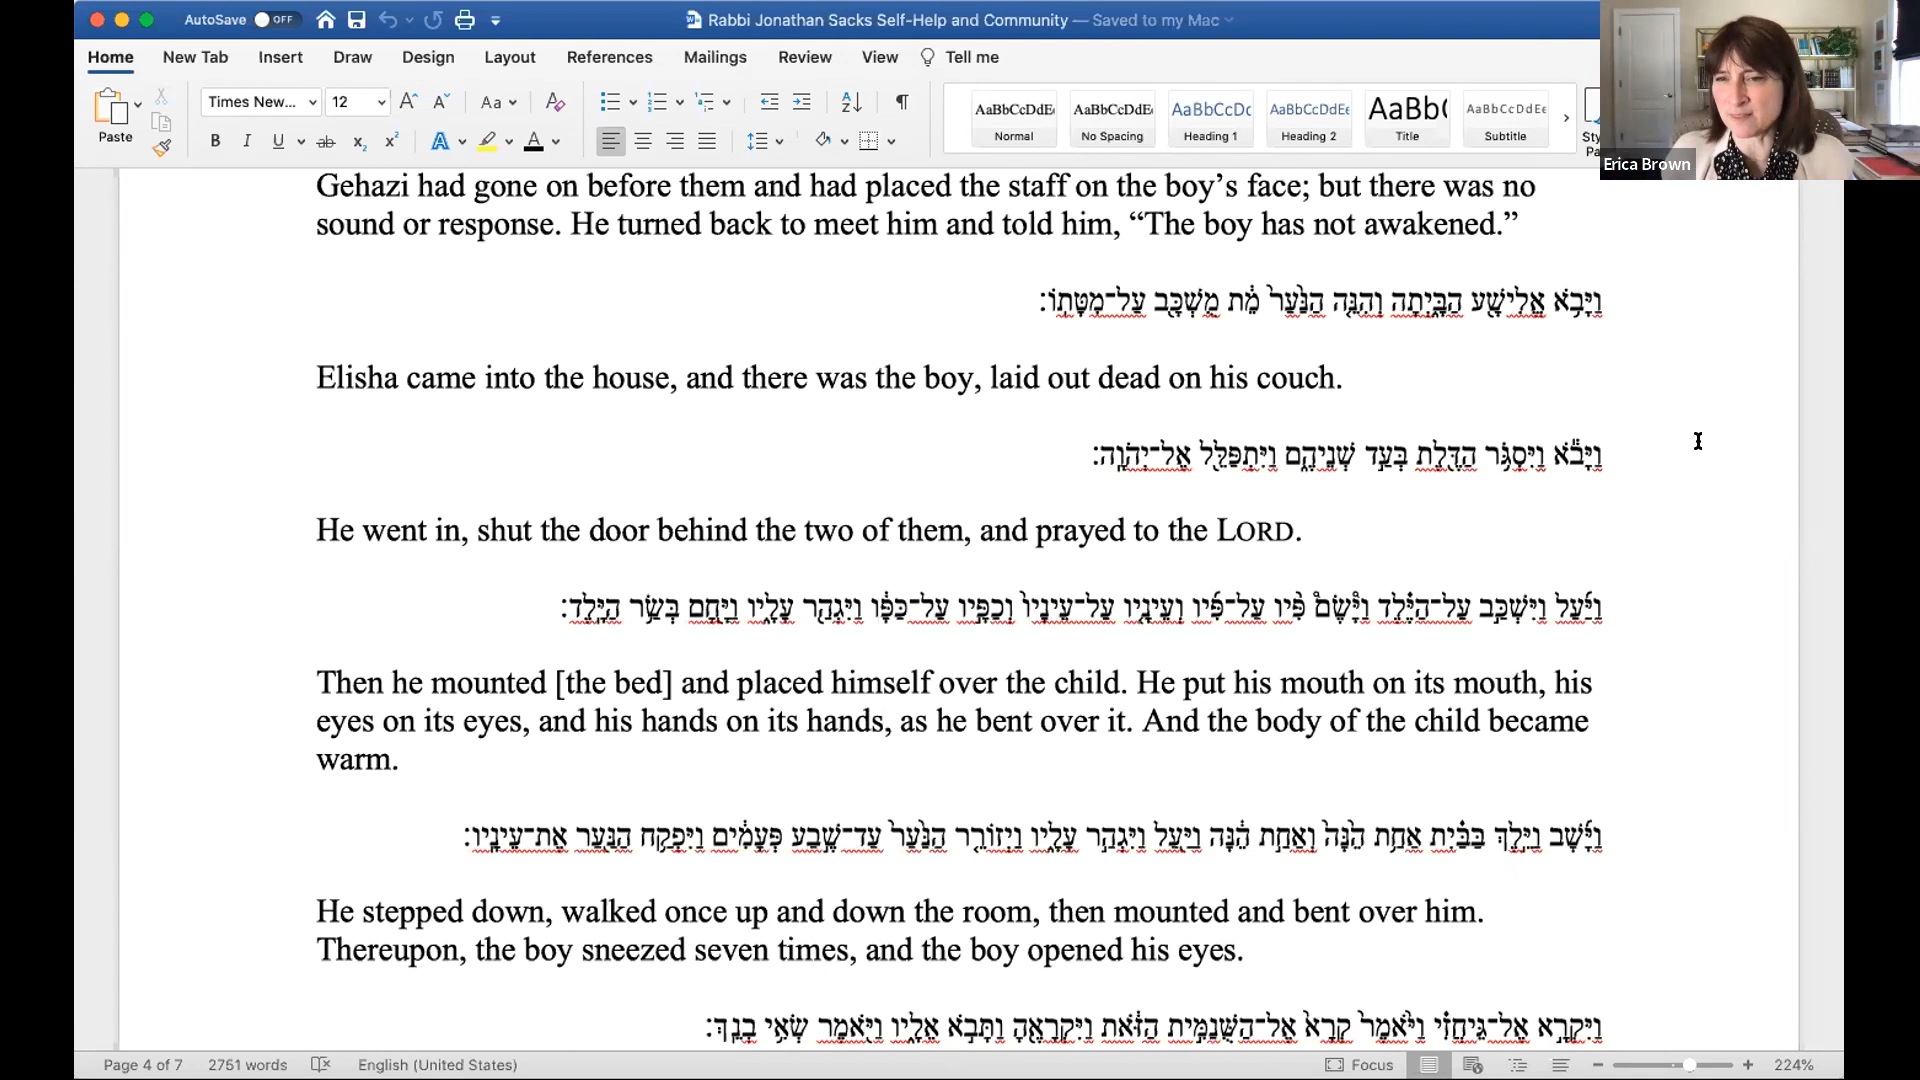 AutoSave OFF
Rabbi Jonathan Sacks Self-Help and Community — Saved to my Mac
Home New Tab Insert Draw Design Layout References Mailings Review View Tell me
Times New... 12 Aa
Paste
B I U ab x₂ x² A A
AaBbCcDdEe AaBbCcDdEe AaBbCcDc AaBbCcDdEe AaBb( AaBbCcDdEe
Normal No Spacing Heading 1 Heading 2 Title Subtitle
Erica Brown
Gehazi had gone on before them and had placed the staff on the boy’s face; but there was no
sound or response. He turned back to meet him and told him, “The boy has not awakened.”
וַיָּבֹ֥א אֱלִישָׁ֖ע הַבָּ֑יְתָה וְהִנֵּ֤ה הַנַּ֙עַר֙ מֵ֔ת מֻשְׁכָּ֖ב עַל־מִטָּתֽוֹ׃
Elisha came into the house, and there was the boy, laid out dead on his couch.
וַיָּבֹ֕א וַיִּסְגֹּ֥ר הַדֶּ֖לֶת בְּעַ֣ד שְׁנֵיהֶ֑ם וַיִּתְפַּלֵּ֖ל אֶל־יְהֹוָֽה׃
He went in, shut the door behind the two of them, and prayed to the LORD.
וַיַּ֜עַל וַיִּשְׁכַּ֣ב עַל־הַיֶּ֗לֶד וַיָּ֩שֶׂם֩ פִּ֨יו עַל־פִּ֜יו וְעֵינָ֤יו עַל־עֵינָיו֙ וְכַפָּ֣יו עַל־כַּפָּ֔ו וַיִּגְהַ֖ר עָלָ֑יו וַיָּ֖חׇם בְּשַׂ֥ר הַיָּֽלֶד׃
Then he mounted [the bed] and placed himself over the child. He put his mouth on its mouth, his
eyes on its eyes, and his hands on its hands, as he bent over it. And the body of the child became
warm.
וַיָּ֜שׇׁב וַיֵּ֣לֶךְ בַּבַּ֗יִת אַחַ֥ת הֵ֙נָּה֙ וְאַחַ֣ת הֵ֔נָּה וַיַּ֖עַל וַיִּגְהַ֣ר עָלָ֑יו וַיְזוֹרֵ֤ר הַנַּ֙עַר֙ עַד־שֶׁ֣בַע פְּעָמִ֔ים וַיִּפְקַ֥ח הַנַּ֖עַר אֶת־עֵינָֽיו׃
He stepped down, walked once up and down the room, then mounted and bent over him.
Thereupon, the boy sneezed seven times, and the boy opened his eyes.
וַיִּקְרָ֣א אֶל־גֵּיחֲזִ֗י וַיֹּ֙אמֶר֙ קְרָא֙ אֶל־הַשֻּׁנַמִּ֣ית הַזֹּ֔את וַיִּקְרָאֶ֖הָ וַתָּב֣וֹא אֵלָ֑יו וַיֹּ֖אמֶר שְׂאִ֥י בְנֵֽךְ׃
Page 4 of 7 2751 words English (United States) Focus 224%